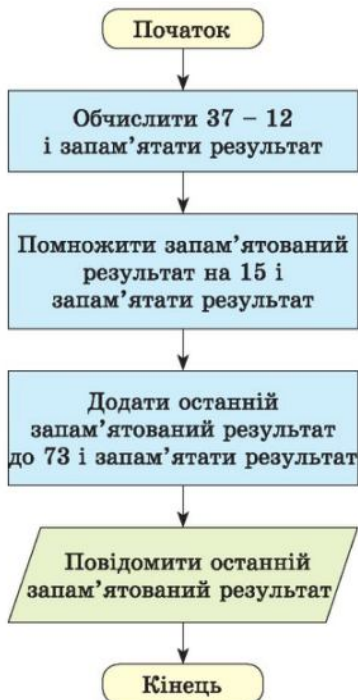 Початок
Обчислити 37 – 12
і запам’ятати результат
Помножити запам’ятований
результат на 15 і
запам’ятати результат
Додати останній
запам’ятований результат
до 73 і запам’ятати результат
Повідомити останній
запам’ятований результат
Кінець